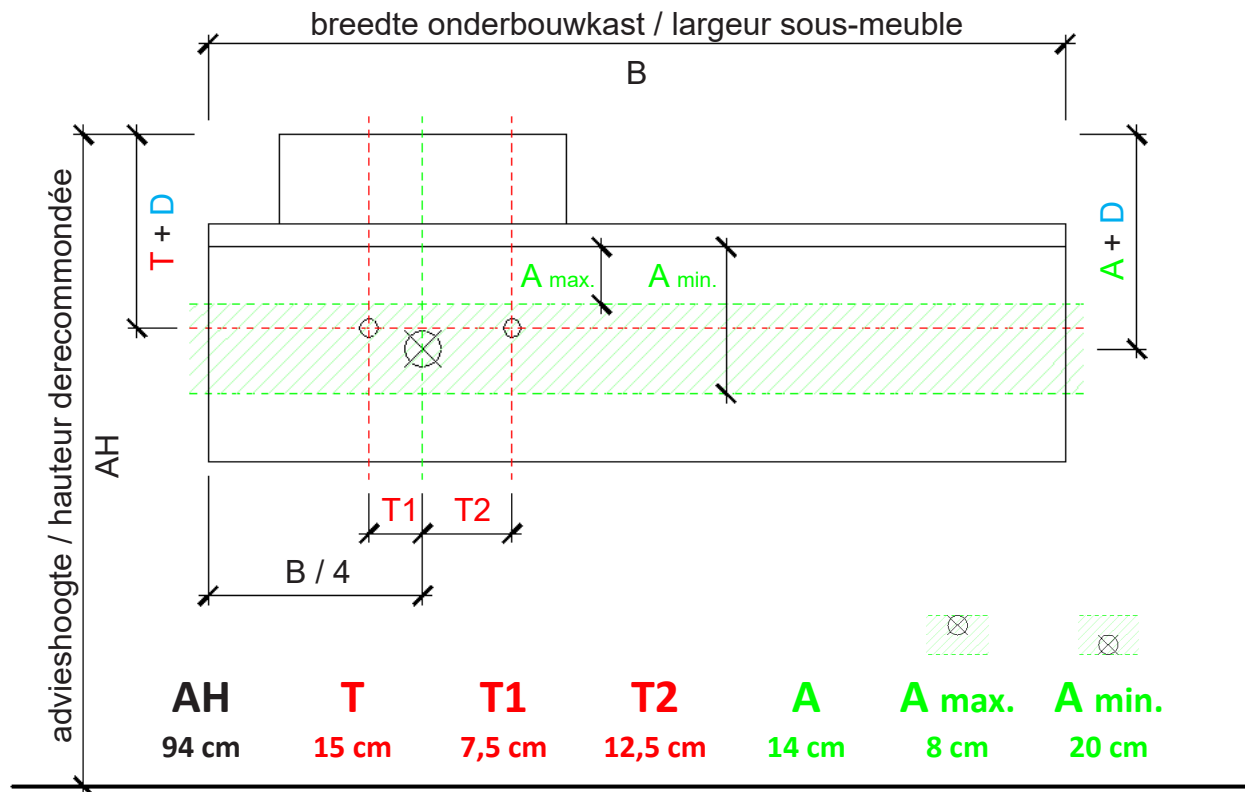 breedte onderbouwkast / largeur sous-meuble
B
advieshoogte / hauteur derecommondée
AH
T + D
A + D
A max.
A min.
T1
T2
B / 4
AH T T1 T2 A A max. A min.
94 cm 15 cm 7,5 cm 12,5 cm 14 cm 8 cm 20 cm